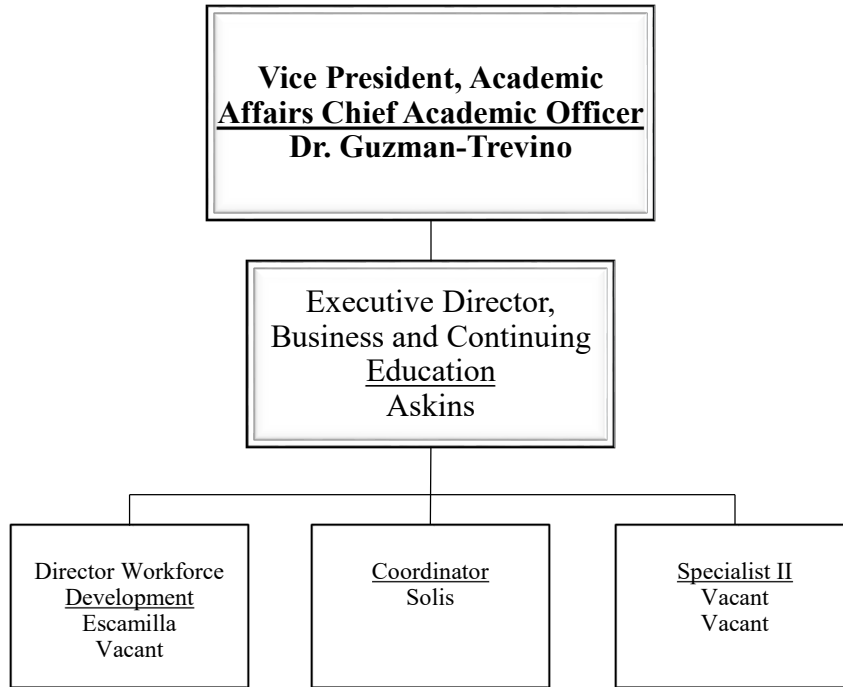 Vice President, Academic
Affairs Chief Academic Officer
Dr. Guzman-Trevino
Executive Director,
Business and Continuing
Education
Askins
Director Workforce
Development
Escamilla
Vacant
Coordinator
Solis
Specialist II
Vacant
Vacant